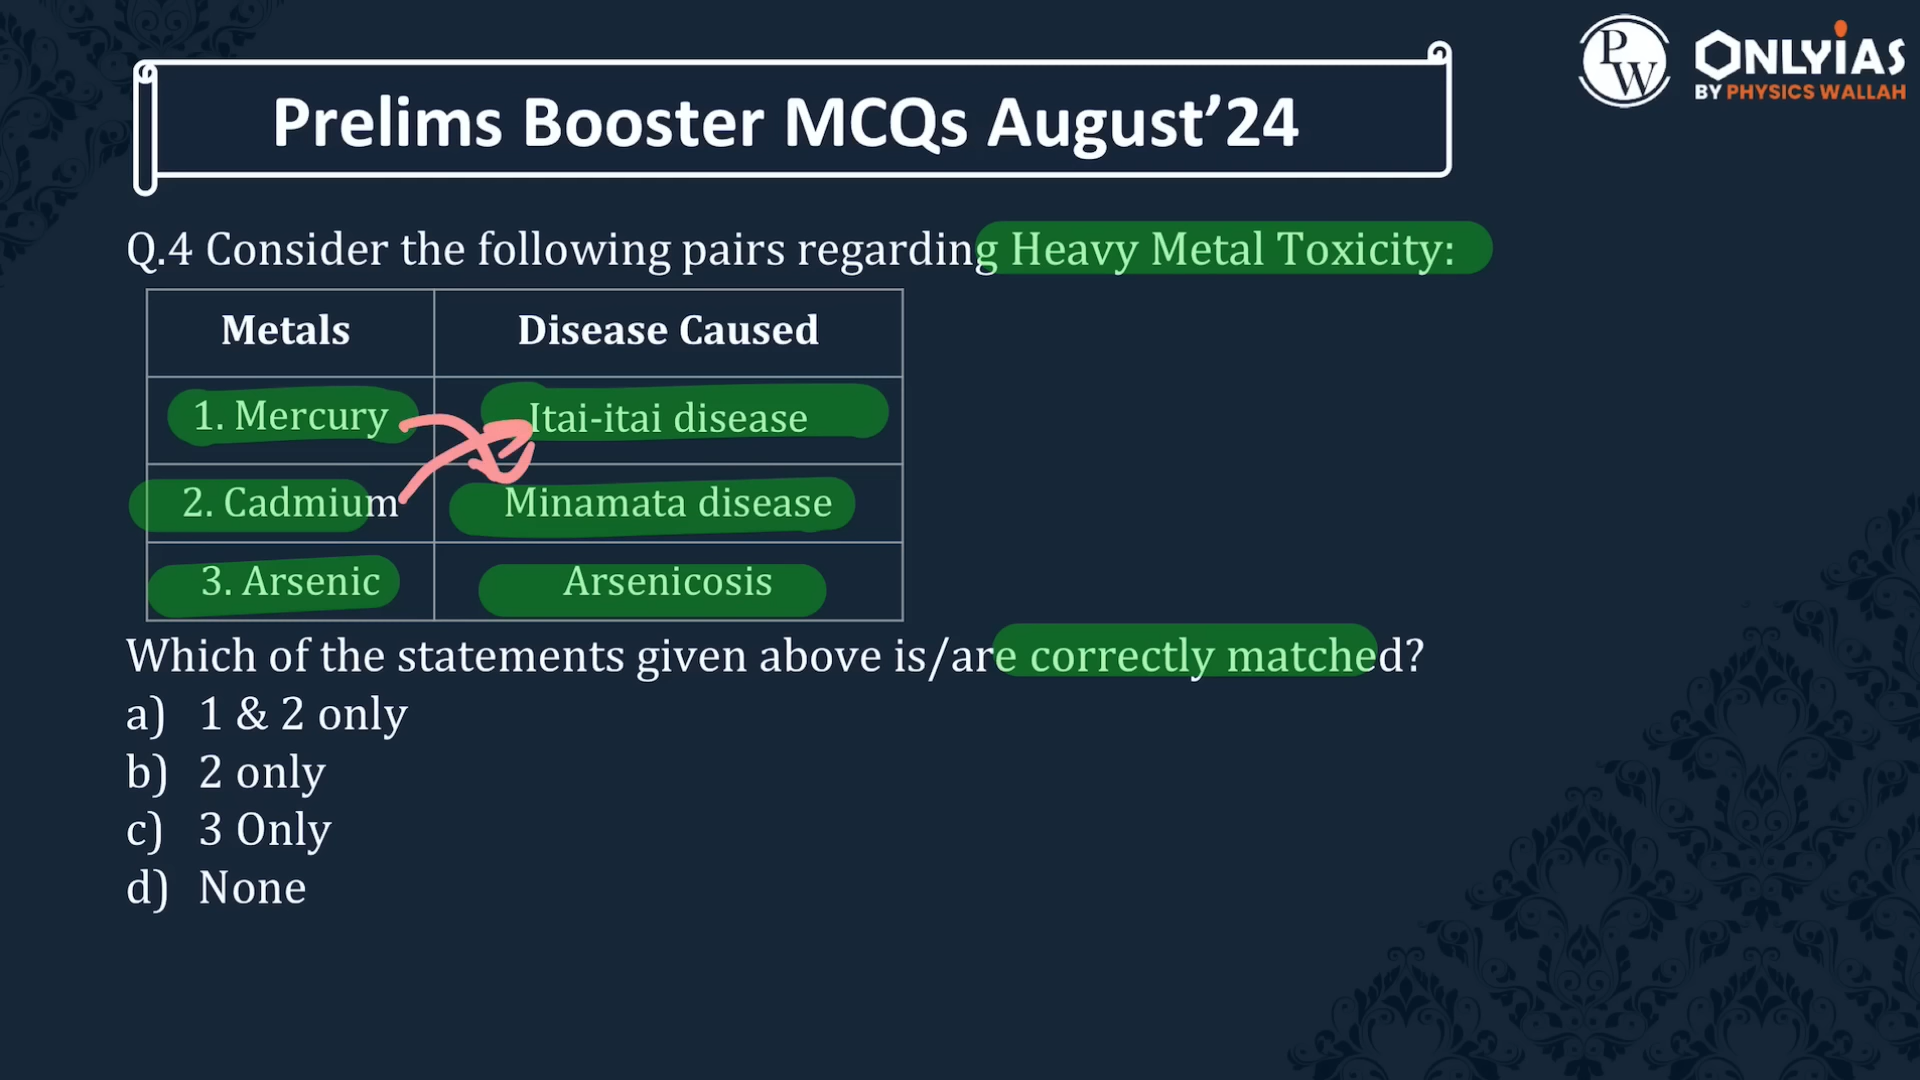 PW
ONLYIAS
BY PHYSICS WALLAH
Prelims Booster MCQs August’24
Q.4 Consider the following pairs regarding Heavy Metal Toxicity:
Metals Disease Caused
1. Mercury Itai-itai disease
2. Cadmium Minamata disease
3. Arsenic Arsenicosis
Which of the statements given above is/are correctly matched?
a) 1 & 2 only
b) 2 only
c) 3 Only
d) None